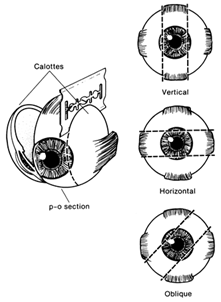 Calottes
Vertical
Horizontal
p-o section
Oblique